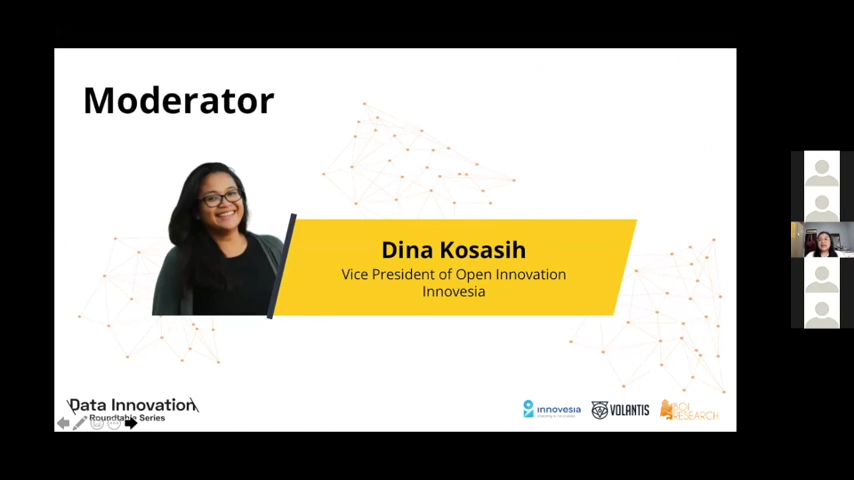 Moderator
Dina Kosasih
Vice President of Open Innovation
Innovesia
Data Innovation
Roundtable Series
innovesia
VOLANTIS
RESEARCH